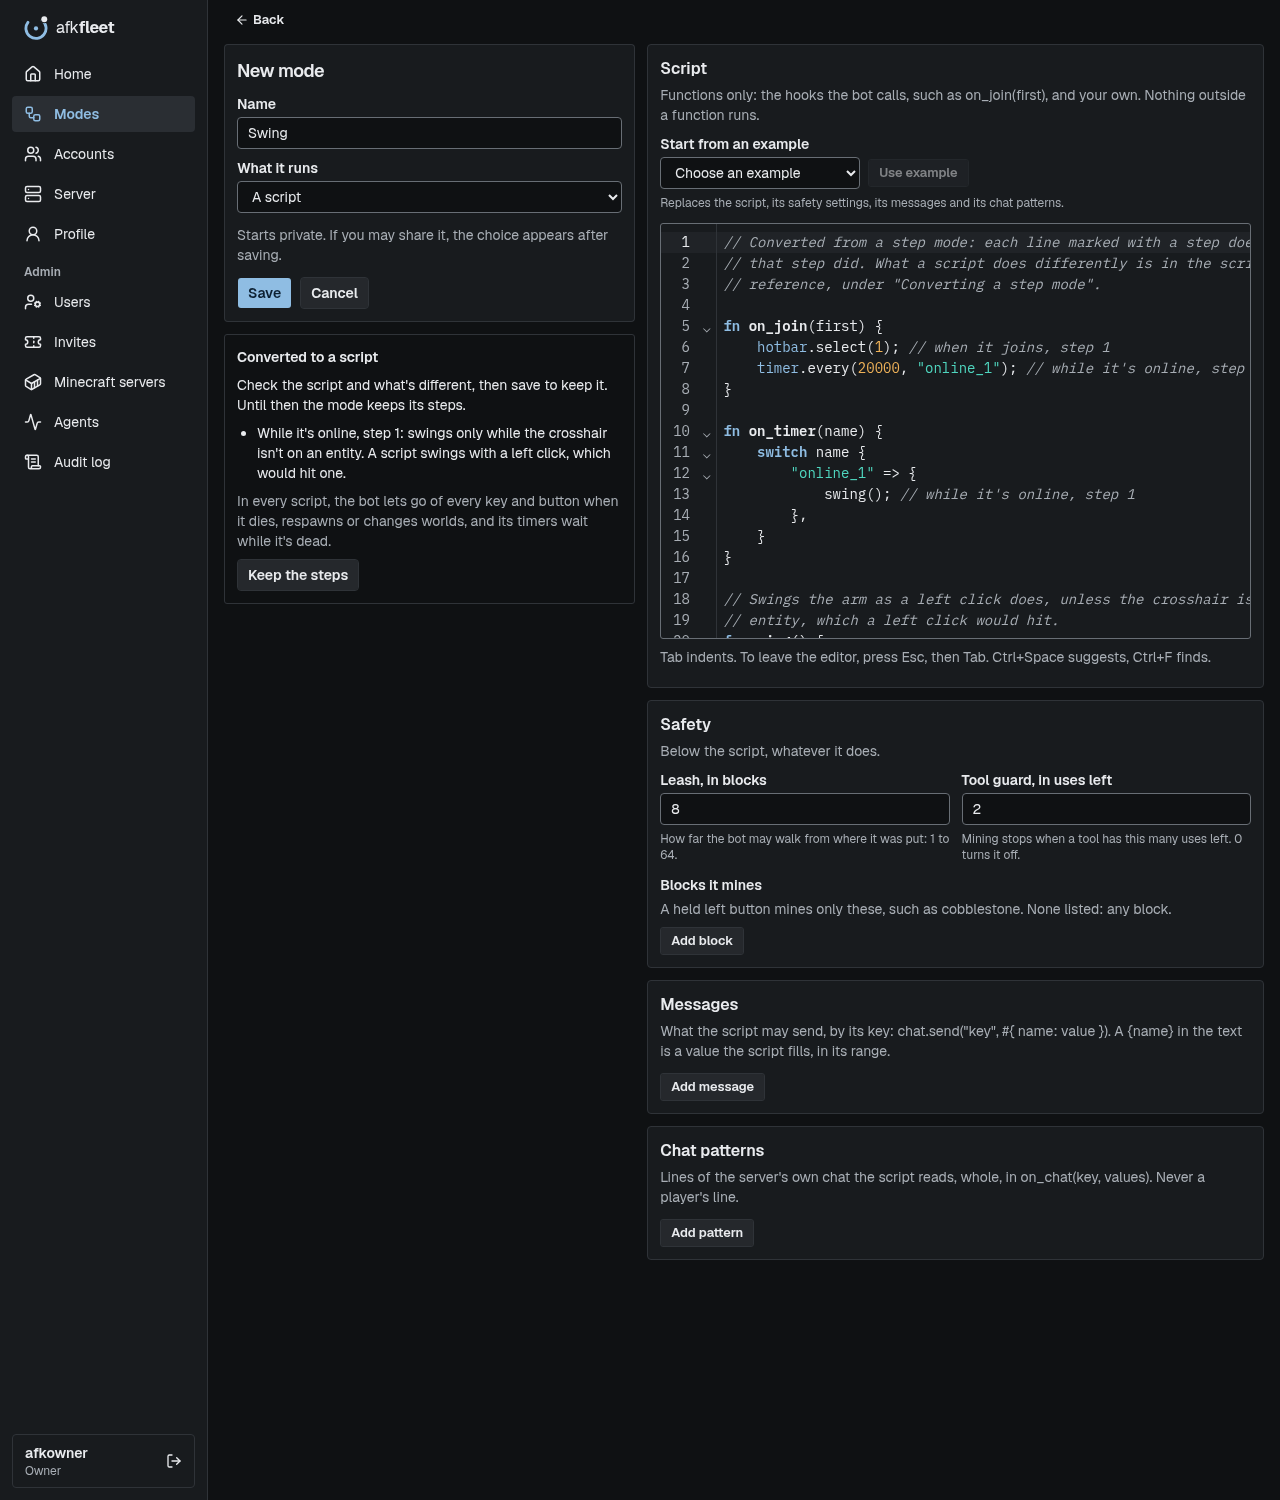 afkfleet
Home
Modes
Accounts
Server
Profile
Admin
Users
Invites
Minecraft servers
Agents
Audit log
afkowner
Owner
Back
New mode
Name
Swing
What it runs
A script
Starts private. If you may share it, the choice appears after
saving.
Save
Cancel
Converted to a script
Check the script and what's different, then save to keep it.
Until then the mode keeps its steps.
• While it's online, step 1: swings only while the crosshair
isn't on an entity. A script swings with a left click, which
would hit one.
In every script, the bot lets go of every key and button when
it dies, respawns or changes worlds, and its timers wait
while it's dead.
Keep the steps
Script
Functions only: the hooks the bot calls, such as on_join(first), and your own. Nothing outside
a function runs.
Start from an example
Choose an example
Use example
Replaces the script, its safety settings, its messages and its chat patterns.
1 // Converted from a step mode: each line marked with a step doe
2 // that step did. What a script does differently is in the scri
3 // reference, under "Converting a step mode".
4
5 fn on_join(first) {
6 hotbar.select(1); // when it joins, step 1
7 timer.every(20000, "online_1"); // while it's online, step
8 }
9
10 fn on_timer(name) {
11 switch name {
12 "online_1" => {
13 swing(); // while it's online, step 1
14 },
15 }
16 }
17
18 // Swings the arm as a left click does, unless the crosshair is
19 // entity, which a left click would hit.
Tab indents. To leave the editor, press Esc, then Tab. Ctrl+Space suggests, Ctrl+F finds.
Safety
Below the script, whatever it does.
Leash, in blocks
8
How far the bot may walk from where it was put: 1 to
64.
Tool guard, in uses left
2
Mining stops when a tool has this many uses left. 0
turns it off.
Blocks it mines
A held left button mines only these, such as cobblestone. None listed: any block.
Add block
Messages
What the script may send, by its key: chat.send("key", #{ name: value }). A {name} in the text
is a value the script fills, in its range.
Add message
Chat patterns
Lines of the server's own chat the script reads, whole, in on_chat(key, values). Never a
player's line.
Add pattern